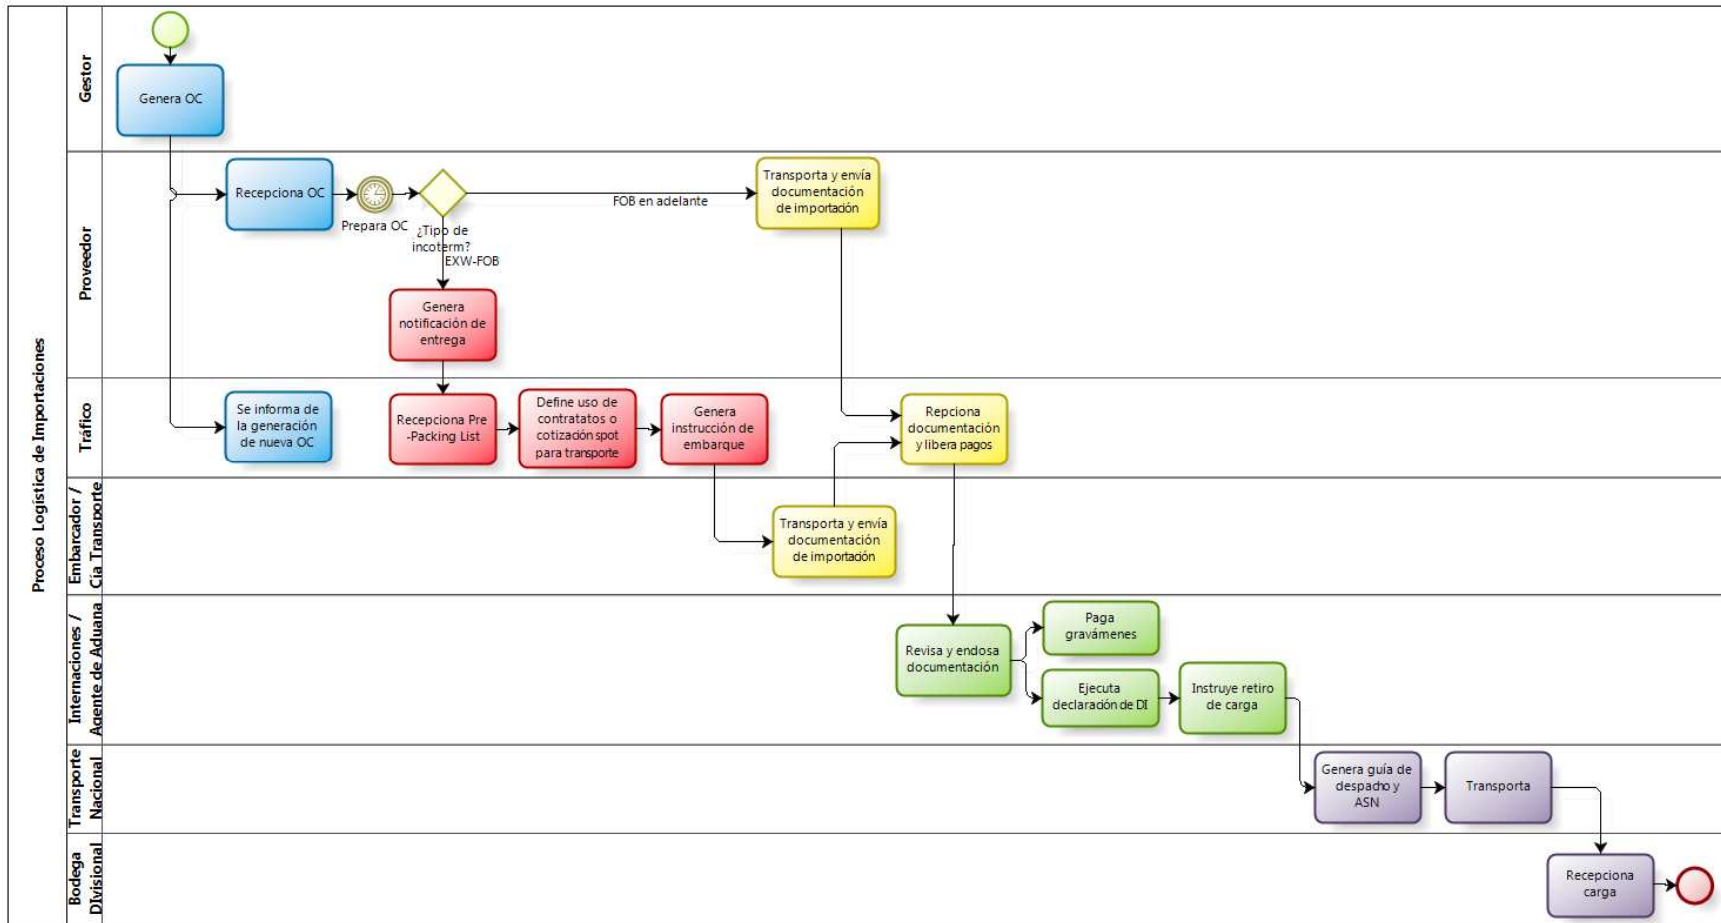 Proceso Logística de Importaciones
Gestor
Genera OC
Proveedor
Recepciona OC
Prepara OC
¿Tipo de
incoterm?
EXW-FOB
FOB en adelante
Transporta y envía
documentación
de importación
Genera
notificación de
entrega
Tráfico
Se informa de
la generación
de nueva OC
Recepciona Pre
-Packing List
Define uso de
contratatos o
cotización spot
para transporte
Genera
instrucción de
embarque
Repciona
documentación
y libera pagos
Embarcador /
Cia Transporte
Transporta y envía
documentación
de importación
Internaciones /
Agente de Aduana
Revisa y endosa
documentación
Paga
gravámenes
Ejecuta
declaración de DI
Instruye retiro
de carga
Transporte
Nacional
Genera guía de
despacho y
ASN
Transporta
Bodega
DIvisional
Recepciona
carga